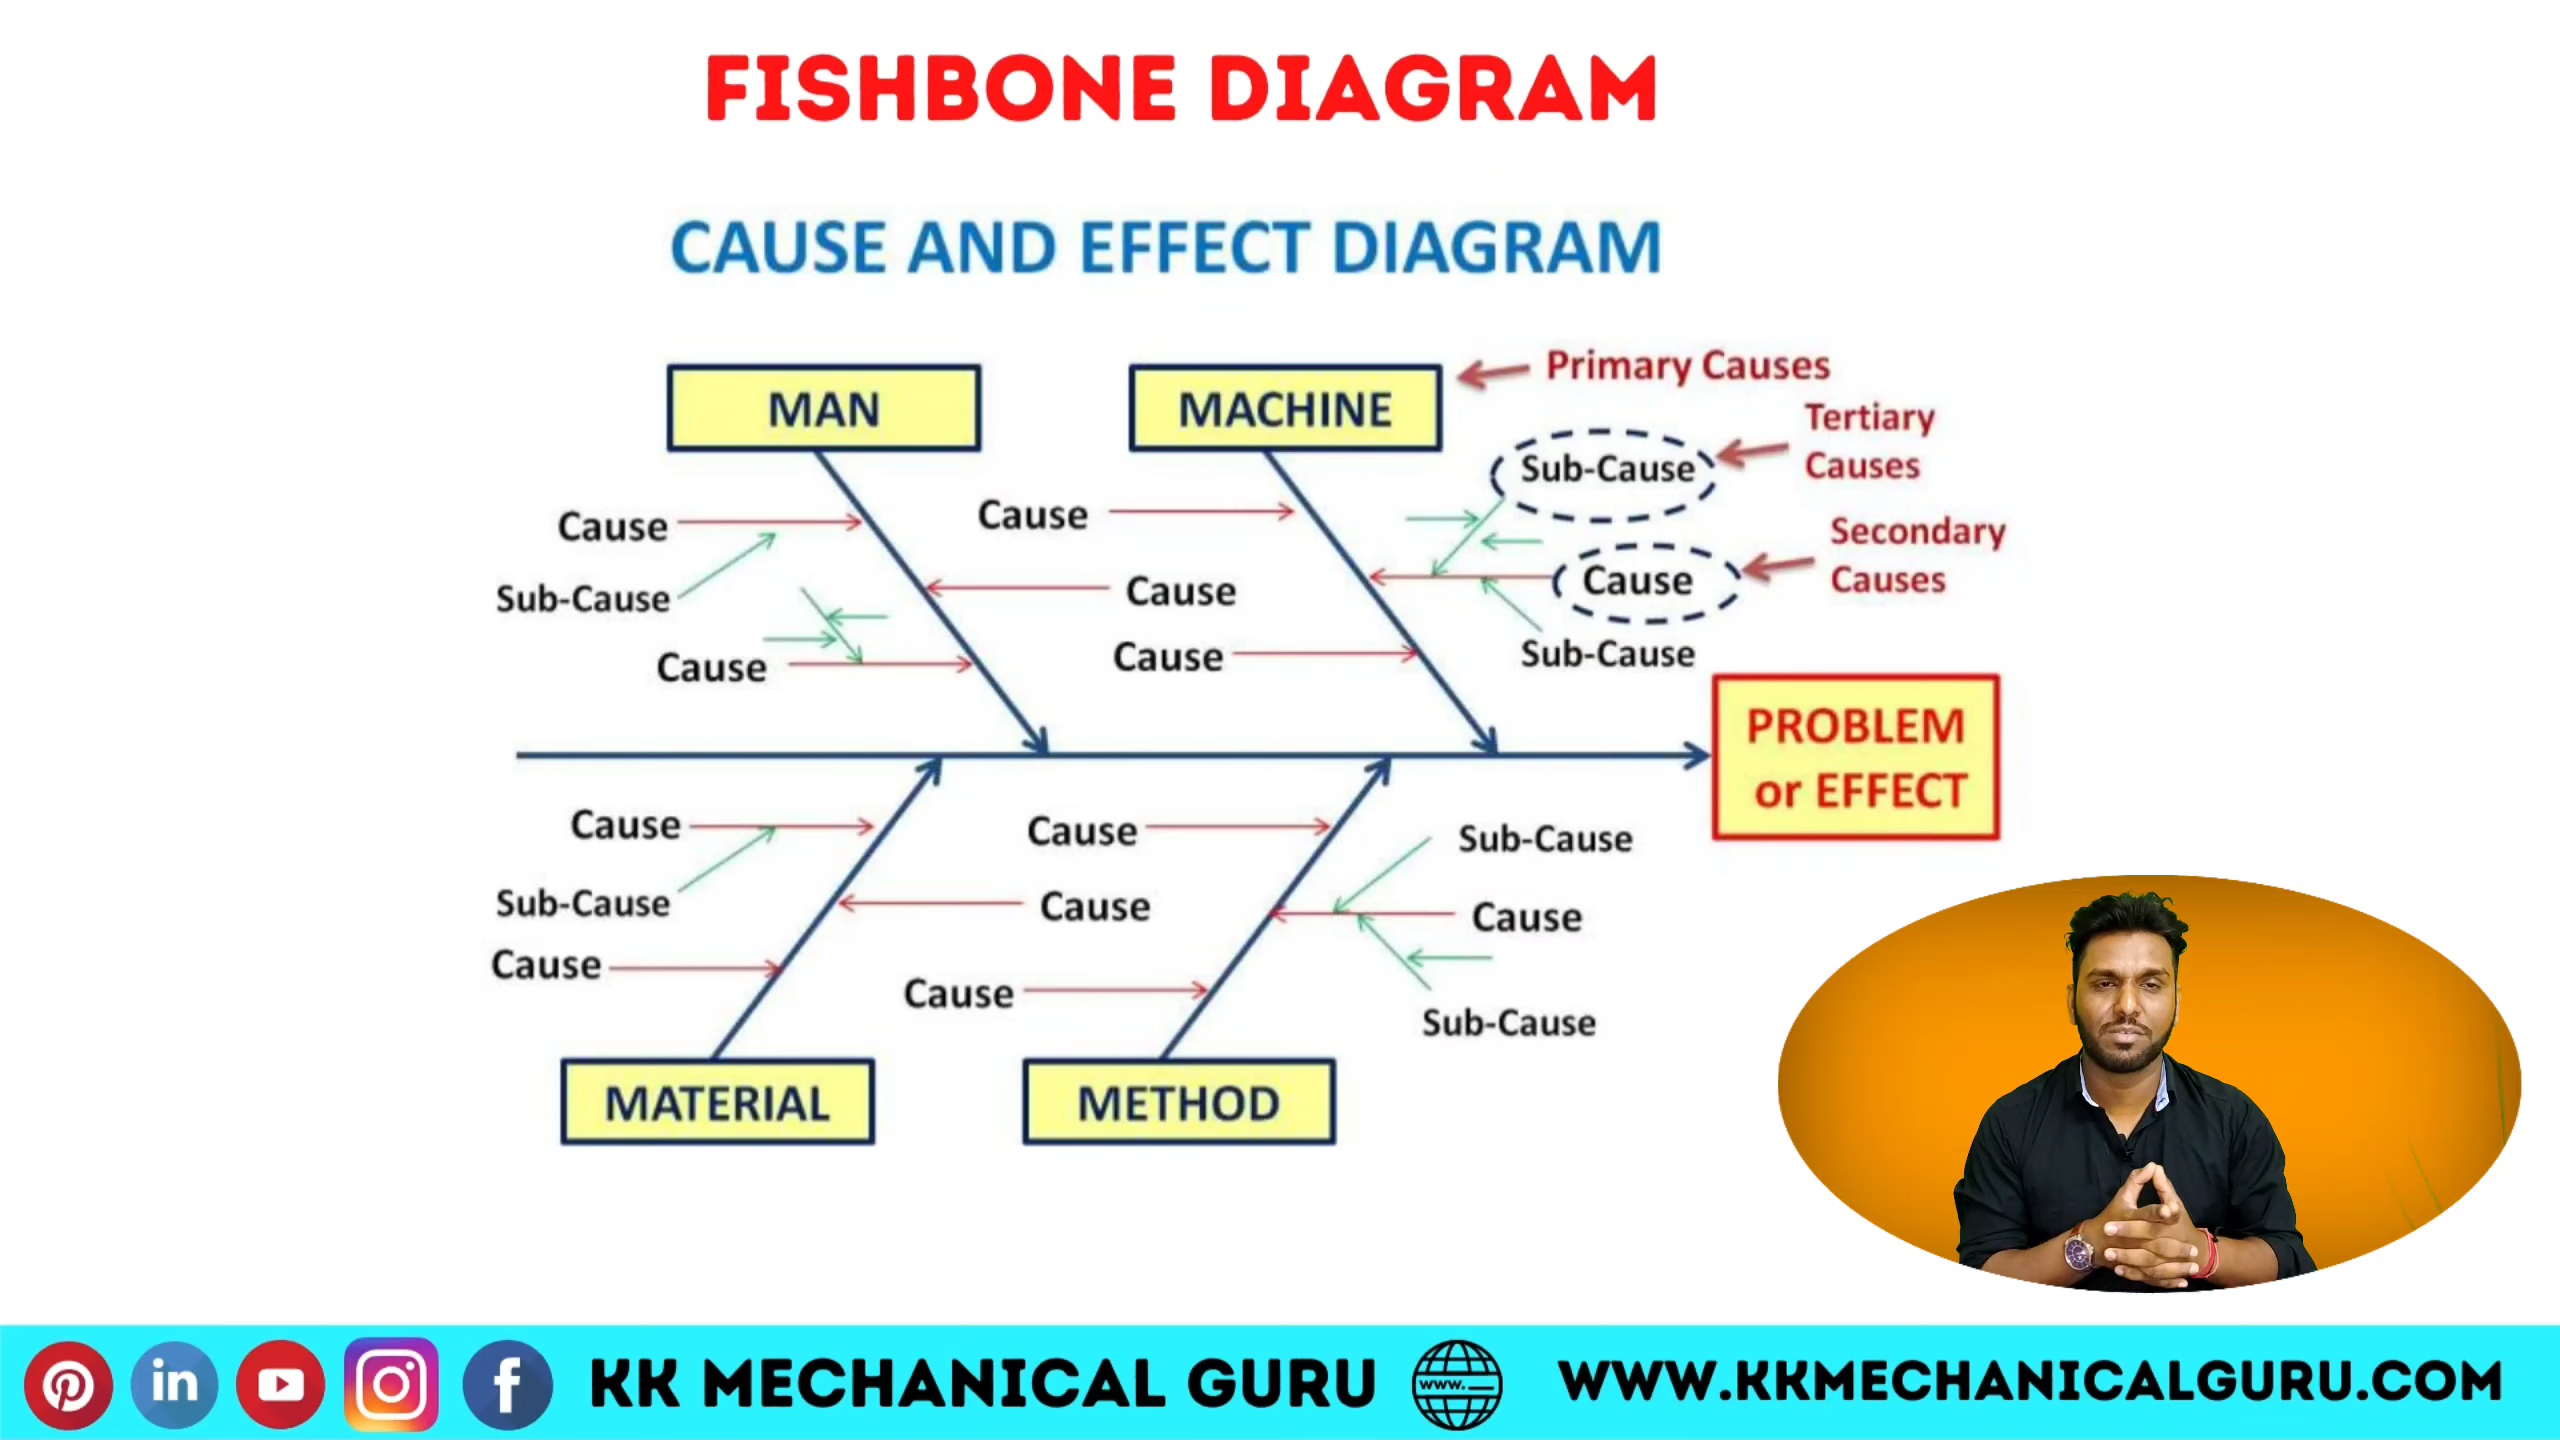 FISHBONE DIAGRAM
CAUSE AND EFFECT DIAGRAM
MAN
MACHINE
Primary Causes
Tertiary
Causes
Sub-Cause
Cause
Cause
Secondary
Causes
Cause
Sub-Cause
Cause
Cause
Cause
Cause
Sub-Cause
PROBLEM
or EFFECT
Cause
Cause
Sub-Cause
Sub-Cause
Cause
Cause
Cause
Cause
Sub-Cause
MATERIAL
METHOD
in
f
KK MECHANICAL GURU
www.
WWW.KKMECHANICALGURU.COM